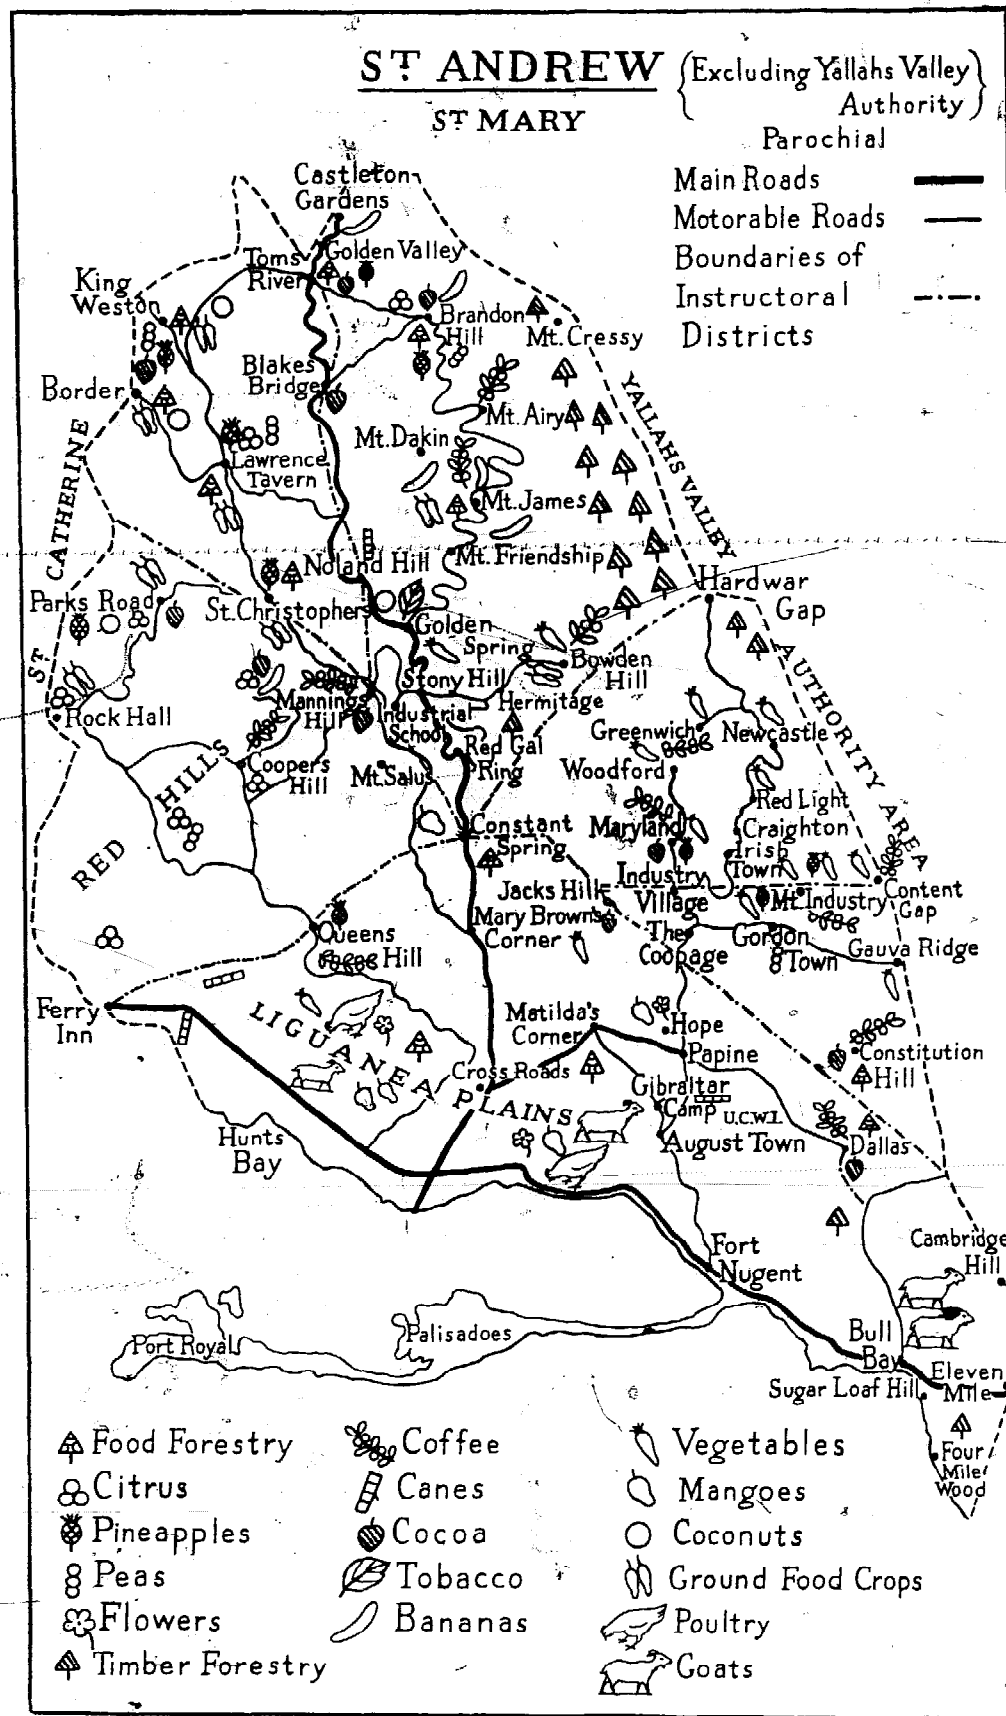 ST ANDREW
(Excluding Yallahs Valley
Authority)
ST MARY
Parochial
Main Roads
Motorable Roads
Boundaries of
Instructoral
Districts
Castleton
Gardens
Toms
River
Golden Valley
King
Weston
Brandon
Hill
Mt. Cressy
Blakes
Bridge
Border
Mt. Airy
YALLAHS VALLEY
Mt. Dakin
Lawrence
Tavern
Mt. James
ST CATHERINE
Noland Hill
Mt. Friendship
Hardwar
Gap
Parks Road
St. Christophers
Golden
Spring
Bowden
Hill
AUTHORITY AREA
Stony Hill
Hermitage
Mannings
Hill
Industrial
School
Rock Hall
Red Gal
Ring
Greenwich
Newcastle
Coopers
Hill
Mt. Salus
Woodford
RED HILLS
Red Light
Constant
Spring
Maryland
Craighton
Irish
Town
Jacks Hill
Industry
Village
Mt. Industry
Content
Gap
Mary Brown's
Corner
The
Coopage
Gordon
Town
Gauva Ridge
Queens
Hill
Ferry
Inn
LIGUANEA PLAINS
Matilda's
Corner
Hope
Papine
Constitution
Hill
Cross Roads
Gibraltar
Camp
U.C.W.I.
August Town
Dallas
Hunts
Bay
Cambridge
Hill
Fort
Nugent
Port Royal
Palisadoes
Bull
Bay
Eleven
Mile
Sugar Loaf Hill
Four
Mile
Wood
Food Forestry
Coffee
Vegetables
Citrus
Canes
Mangoes
Pineapples
Cocoa
Coconuts
Peas
Tobacco
Ground Food Crops
Flowers
Bananas
Poultry
Timber Forestry
Goats